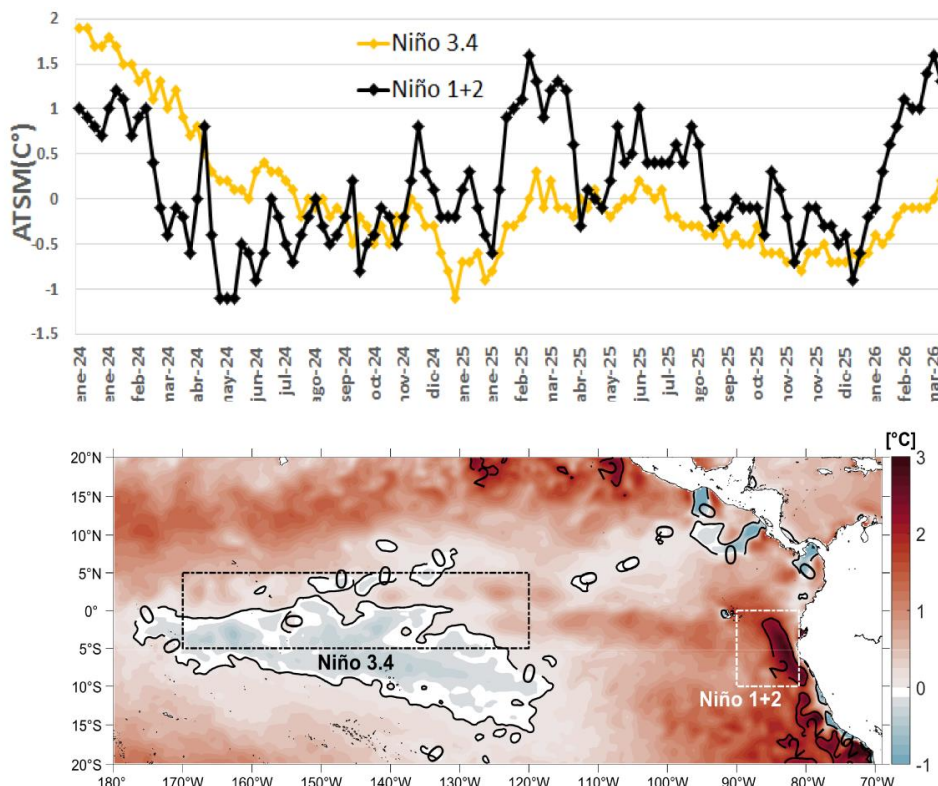 2
1.5
1
0.5
0
-0.5
-1
-1.5
ATSM(C°)
Niño 3.4
Niño 1+2
ene-24
ene-24
feb-24
mar-24
abr-24
may-24
jun-24
jul-24
ago-24
sep-24
oct-24
nov-24
dic-24
ene-25
feb-25
feb-25
mar-25
abr-25
may-25
jun-25
jul-25
ago-25
sep-25
oct-25
nov-25
nov-25
dic-25
ene-26
feb-26
mar-26
[°C]
20°N
15°N
10°N
5°N
0°
5°S
10°S
15°S
20°S
Niño 3.4
Niño 1+2
180°
170°W
160°W
150°W
140°W
130°W
120°W
110°W
100°W
90°W
80°W
70°W
3
2
1
0
-1